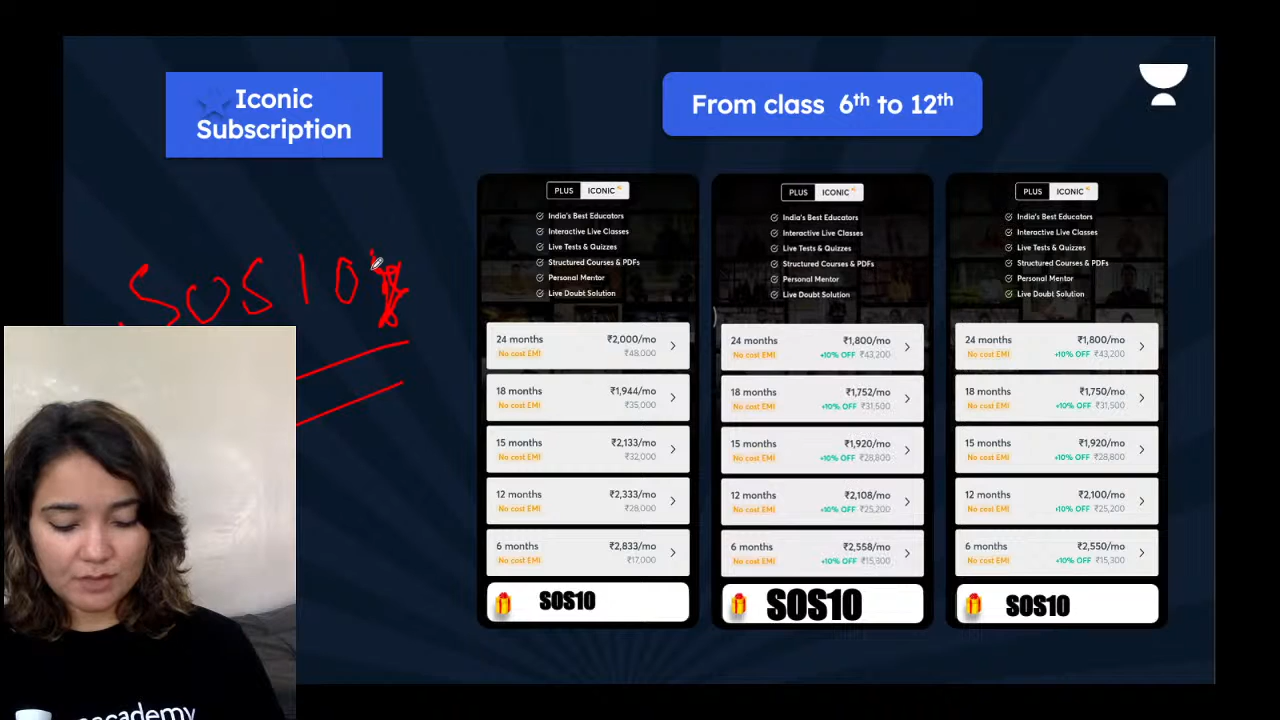 Iconic
Subscription
From class 6th to 12th
SOS10
PLUS ICONIC
India's Best Educators
Interactive Live Classes
Live Tests & Quizzes
Structured Courses & PDFs
Personal Mentor
Live Doubt Solution
24 months ₹2,000/mo
No cost EMI ₹48,000
18 months ₹1,944/mo
No cost EMI ₹35,000
15 months ₹2,133/mo
No cost EMI ₹32,000
12 months ₹2,333/mo
No cost EMI ₹28,000
6 months ₹2,833/mo
No cost EMI ₹17,000
SOS10
PLUS ICONIC
India's Best Educators
Interactive Live Classes
Live Tests & Quizzes
Structured Courses & PDFs
Personal Mentor
Live Doubt Solution
24 months ₹1,800/mo
No cost EMI +10% OFF ₹43,200
18 months ₹1,752/mo
No cost EMI +10% OFF ₹31,500
15 months ₹1,920/mo
No cost EMI +10% OFF ₹28,800
12 months ₹2,108/mo
No cost EMI +10% OFF ₹25,200
6 months ₹2,558/mo
No cost EMI +10% OFF ₹15,300
SOS10
PLUS ICONIC
India's Best Educators
Interactive Live Classes
Live Tests & Quizzes
Structured Courses & PDFs
Personal Mentor
Live Doubt Solution
24 months ₹1,800/mo
No cost EMI +10% OFF ₹43,200
18 months ₹1,750/mo
No cost EMI +10% OFF ₹31,500
15 months ₹1,920/mo
No cost EMI +10% OFF ₹28,800
12 months ₹2,100/mo
No cost EMI +10% OFF ₹25,200
6 months ₹2,550/mo
No cost EMI +10% OFF ₹15,300
SOS10